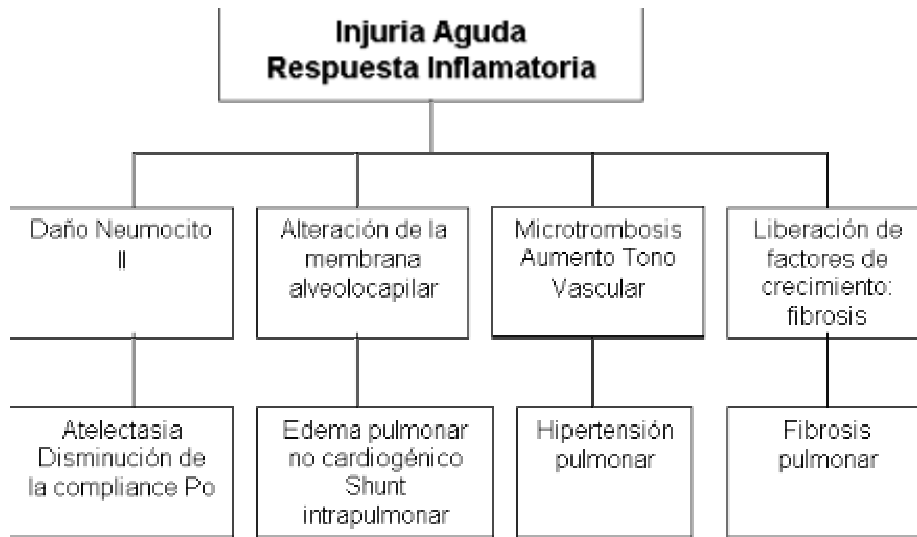 Injuria Aguda
Respuesta Inflamatoria
Daño Neumocito
II
Alteración de la
membrana
alveolocapilar
Microtrombosis
Aumento Tono
Vascular
Liberación de
factores de
crecimiento:
fibrosis
Atelectasia
Disminución de
la compliance Po
Edema pulmonar
no cardiogénico
Shunt
intrapulmonar
Hipertensión
pulmonar
Fibrosis
pulmonar